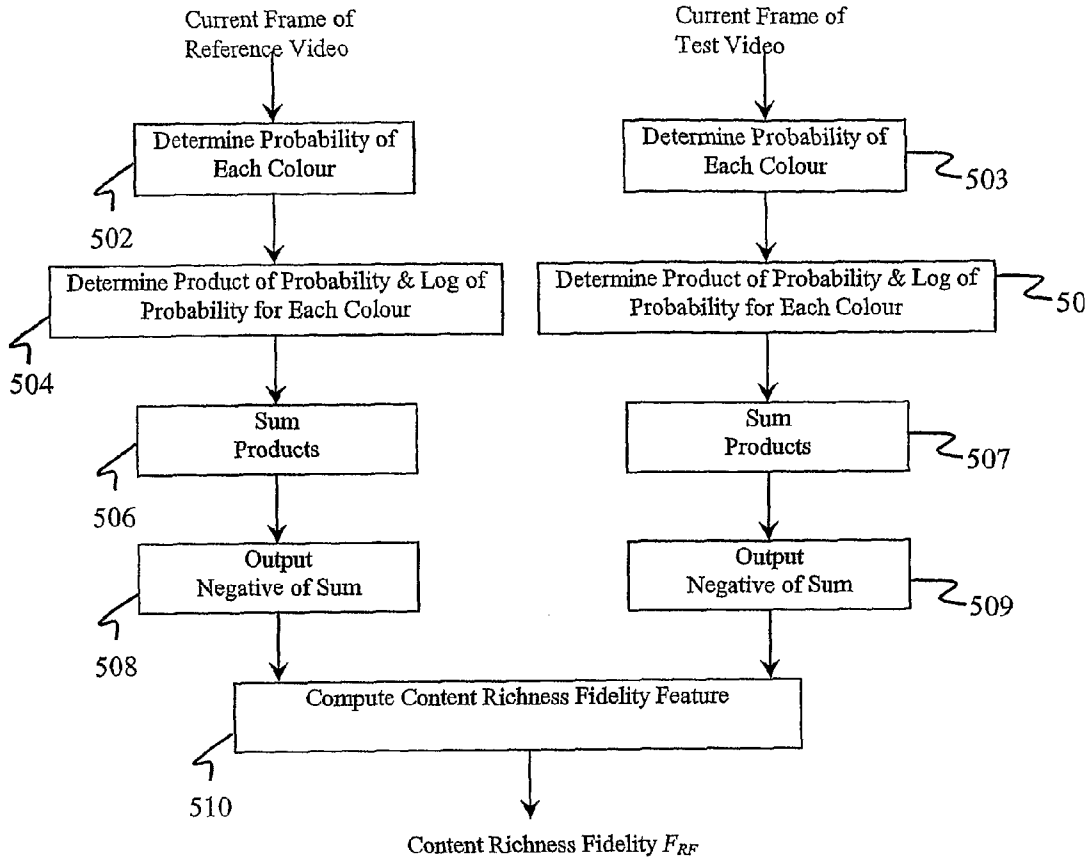 Current Frame of
Reference Video
Current Frame of
Test Video
Determine Probability of
Each Colour
502
Determine Probability of
Each Colour
503
Determine Product of Probability & Log of
Probability for Each Colour
504
Determine Product of Probability & Log of
Probability for Each Colour
50
Sum
Products
506
Sum
Products
507
Output
Negative of Sum
508
Output
Negative of Sum
509
Compute Content Richness Fidelity Feature
510
Content Richness Fidelity F_RF